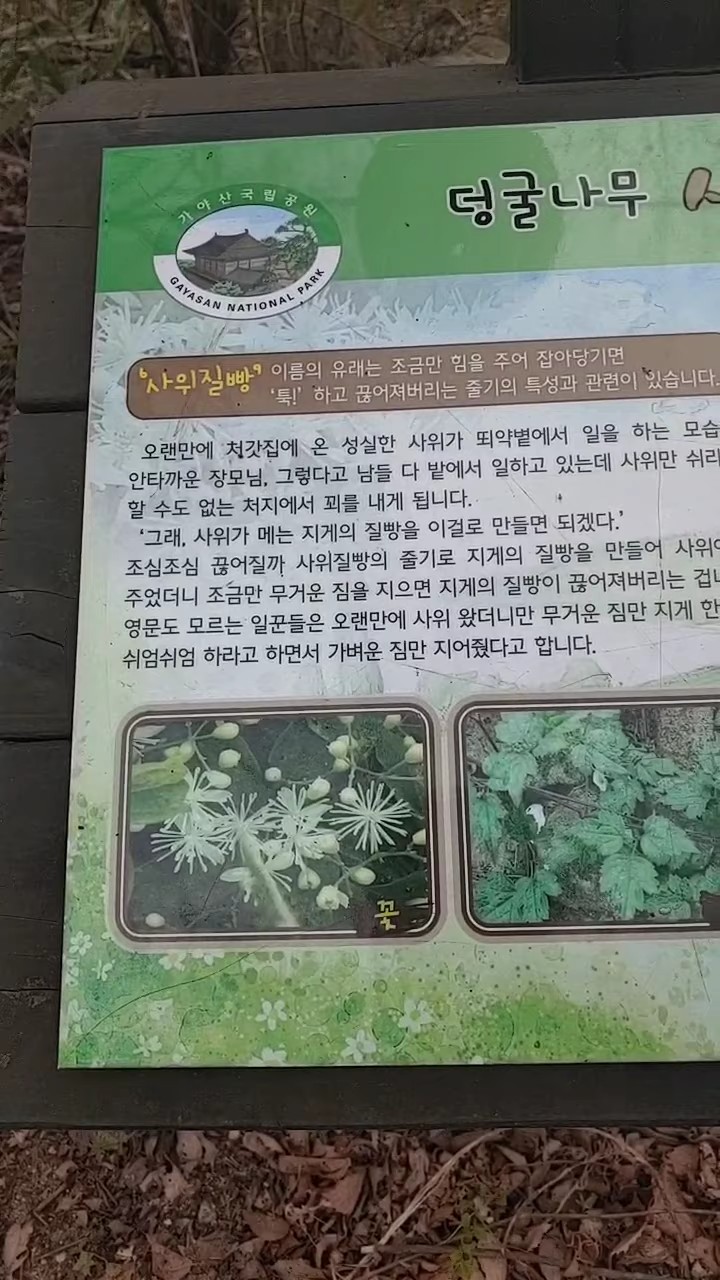 가야산국립공원
GAYASAN NATIONAL PARK
덩굴나무
'사위질빵' 이름의 유래는 조금만 힘을 주어 잡아당기면
'툭!' 하고 끊어져버리는 줄기의 특성과 관련이 있습니다.
오랜만에 처갓집에 온 성실한 사위가 뙤약볕에서 일을 하는 모습
안타까운 장모님, 그렇다고 남들 다 밭에서 일하고 있는데 사위만 쉬라
할 수도 없는 처지에서 꾀를 내게 됩니다.
'그래, 사위가 메는 지게의 질빵을 이걸로 만들면 되겠다.'
조심조심 끊어질까 사위질빵의 줄기로 지게의 질빵을 만들어
주었더니 조금만 무거운 짐을 지으면 지게의 질빵이 끊어져버리는
영문도 모르는 일꾼들은 오랜만에 사위 왔더니만 무거운 짐만 지게 한
쉬엄쉬엄 하라고 하면서 가벼운 짐만 지어줬다고 합니다.
꽃